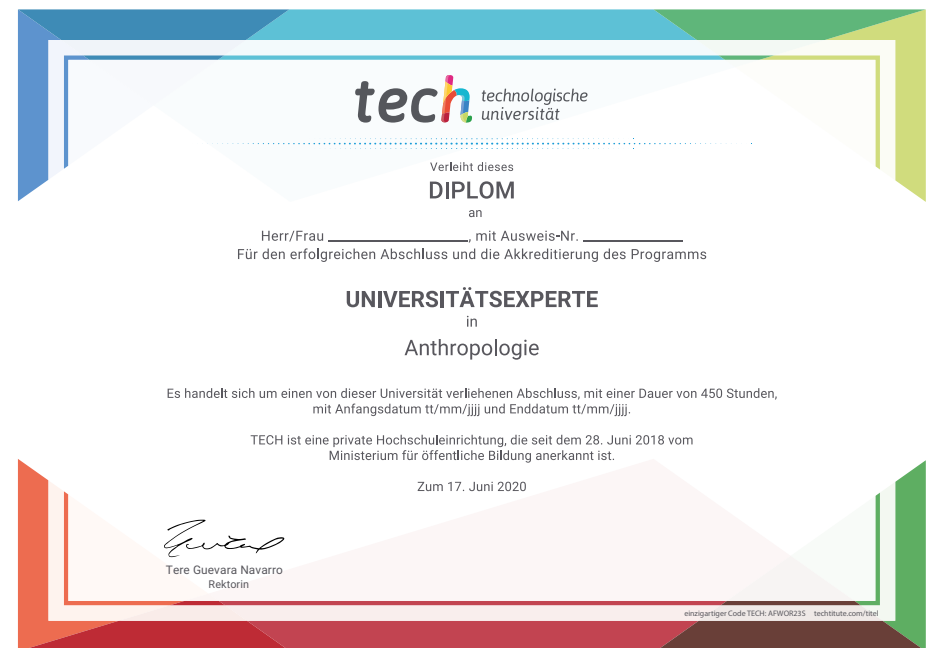 tech technologische
universität
Verleiht dieses
DIPLOM
an
Herr/Frau ____________________, mit Ausweis-Nr. ______________
Für den erfolgreichen Abschluss und die Akkreditierung des Programms
UNIVERSITÄTSEXPERTE
in
Anthropologie
Es handelt sich um einen von dieser Universität verliehenen Abschluss, mit einer Dauer von 450 Stunden,
mit Anfangsdatum tt/mm/jjjj und Enddatum tt/mm/jjjj.
TECH ist eine private Hochschuleinrichtung, die seit dem 28. Juni 2018 vom
Ministerium für öffentliche Bildung anerkannt ist.
Zum 17. Juni 2020
Tere Guevara Navarro
Rektorin
einzigartiger Code TECH: AFWOR23S techtitute.com/titel